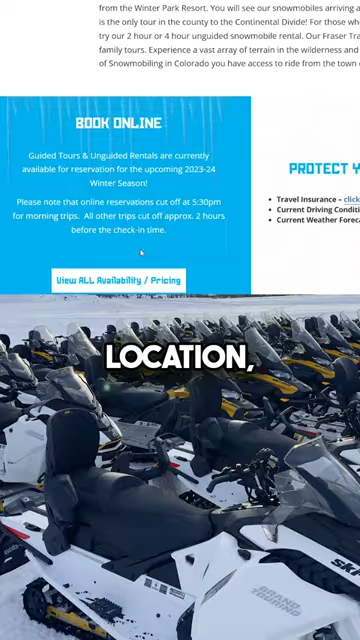 from the Winter Park Resort. You will see our snowmobiles arriving a
is the only tour in the county to the Continental Divide! For those wh
try our 2 hour or 4 hour unguided snowmobile rental. Our Fraser Tra
family tours. Experience a vast array of terrain in the wilderness and
of Snowmobiling in Colorado you have access to ride from the town
BOOK ONLINE
Guided Tours & Unguided Rentals are currently
available for reservation for the upcoming 2023-24
Winter Season!
Please note that online reservations cut off at 5:30pm
for morning trips. All other trips cut off approx. 2 hours
before the check-in time.
View ALL Availability / Pricing
PROTECT Y
• Travel Insurance – click
• Current Driving Conditi
• Current Weather Foreca
LOCATION,
GRAND
TOURING